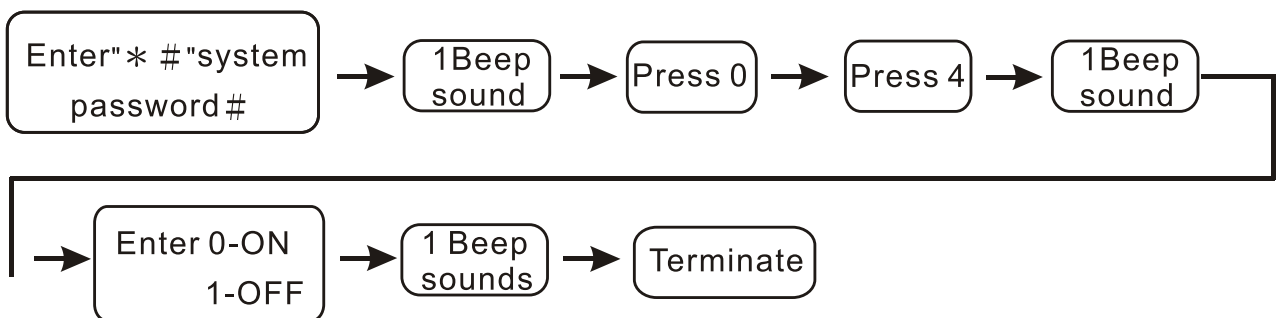 Enter"* #"system
password#
1Beep
sound
Press 0
Press 4
1Beep
sound
Enter 0-ON
1-OFF
1 Beep
sounds
Terminate